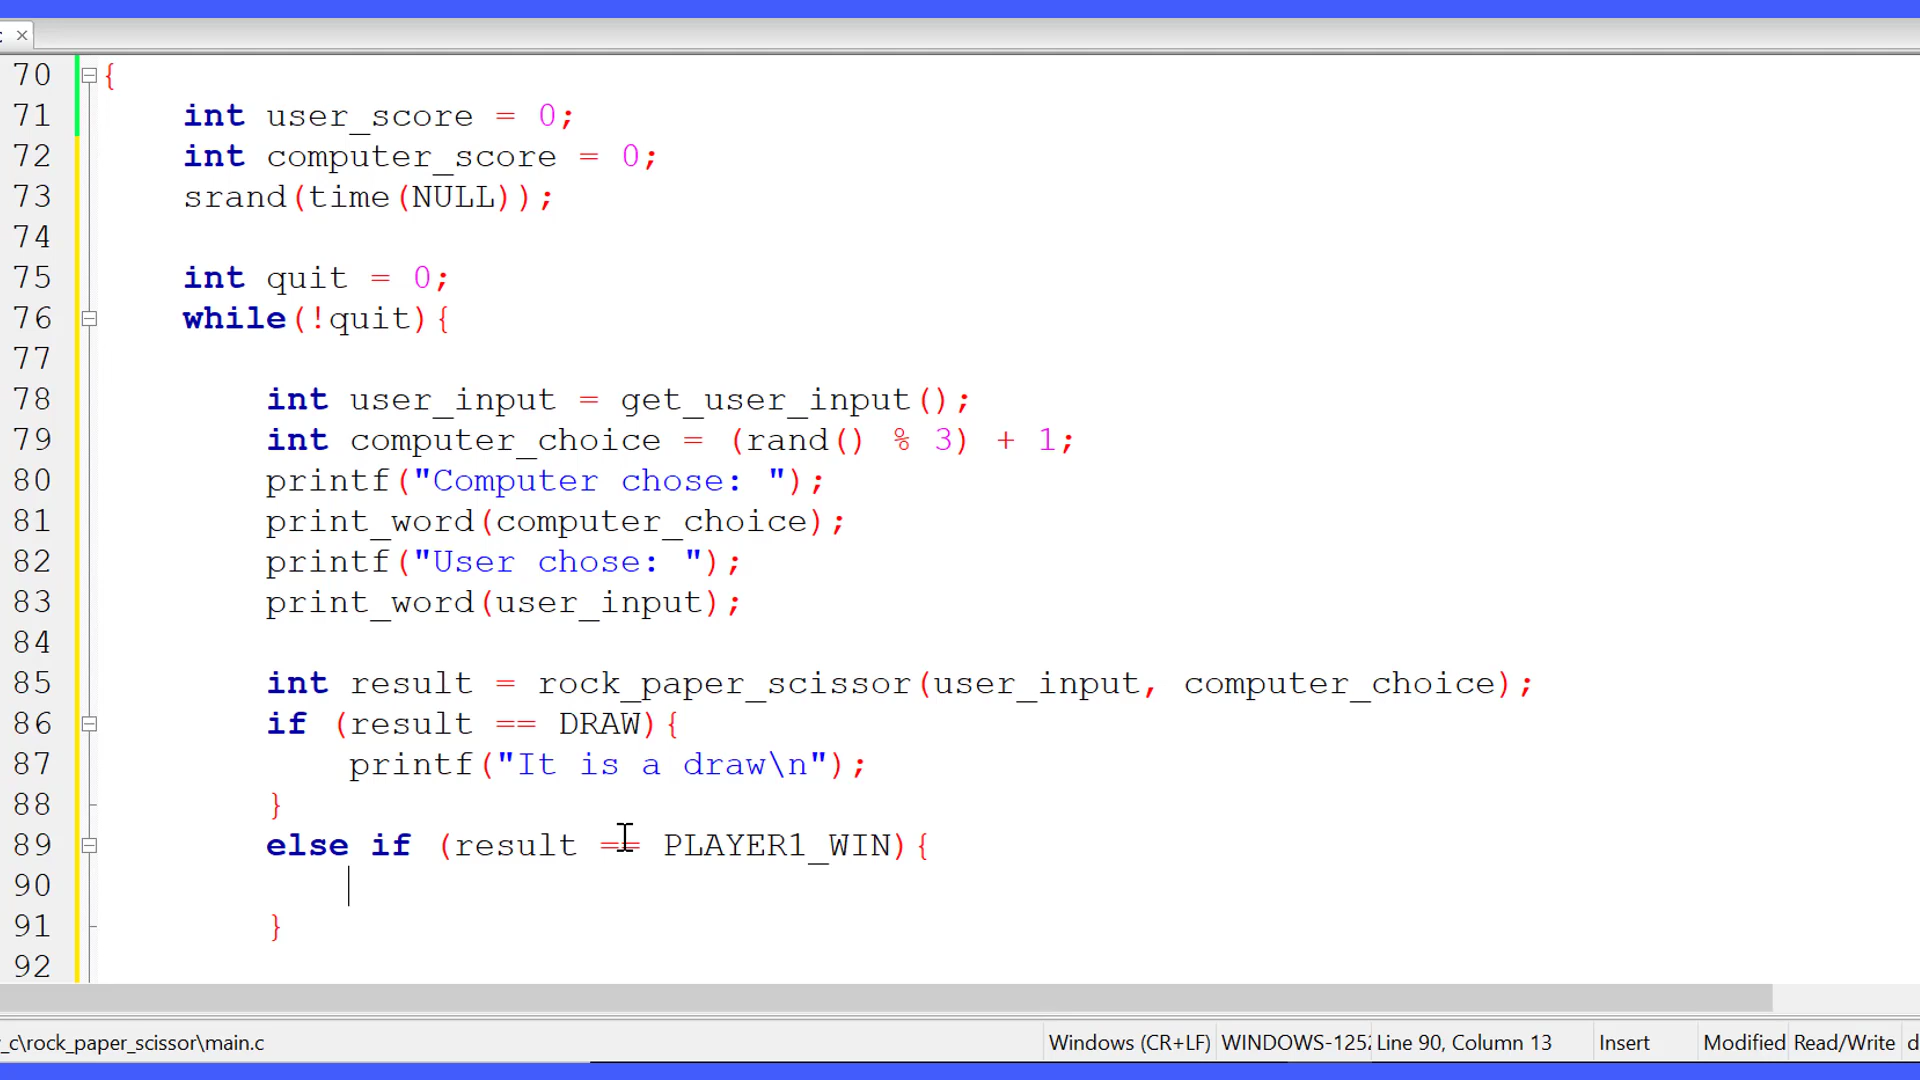 c ×
70 {
71 int user_score = 0;
72 int computer_score = 0;
73 srand(time(NULL));
74
75 int quit = 0;
76 while(!quit){
77
78 int user_input = get_user_input();
79 int computer_choice = (rand() % 3) + 1;
80 printf("Computer chose: ");
81 print_word(computer_choice);
82 printf("User chose: ");
83 print_word(user_input);
84
85 int result = rock_paper_scissor(user_input, computer_choice);
86 if (result == DRAW){
87 printf("It is a draw\n");
88 }
89 else if (result == PLAYER1_WIN){
90
91 }
92
_c\rock_paper_scissor\main.c Windows (CR+LF) WINDOWS-1252 Line 90, Column 13 Insert Modified Read/Write d